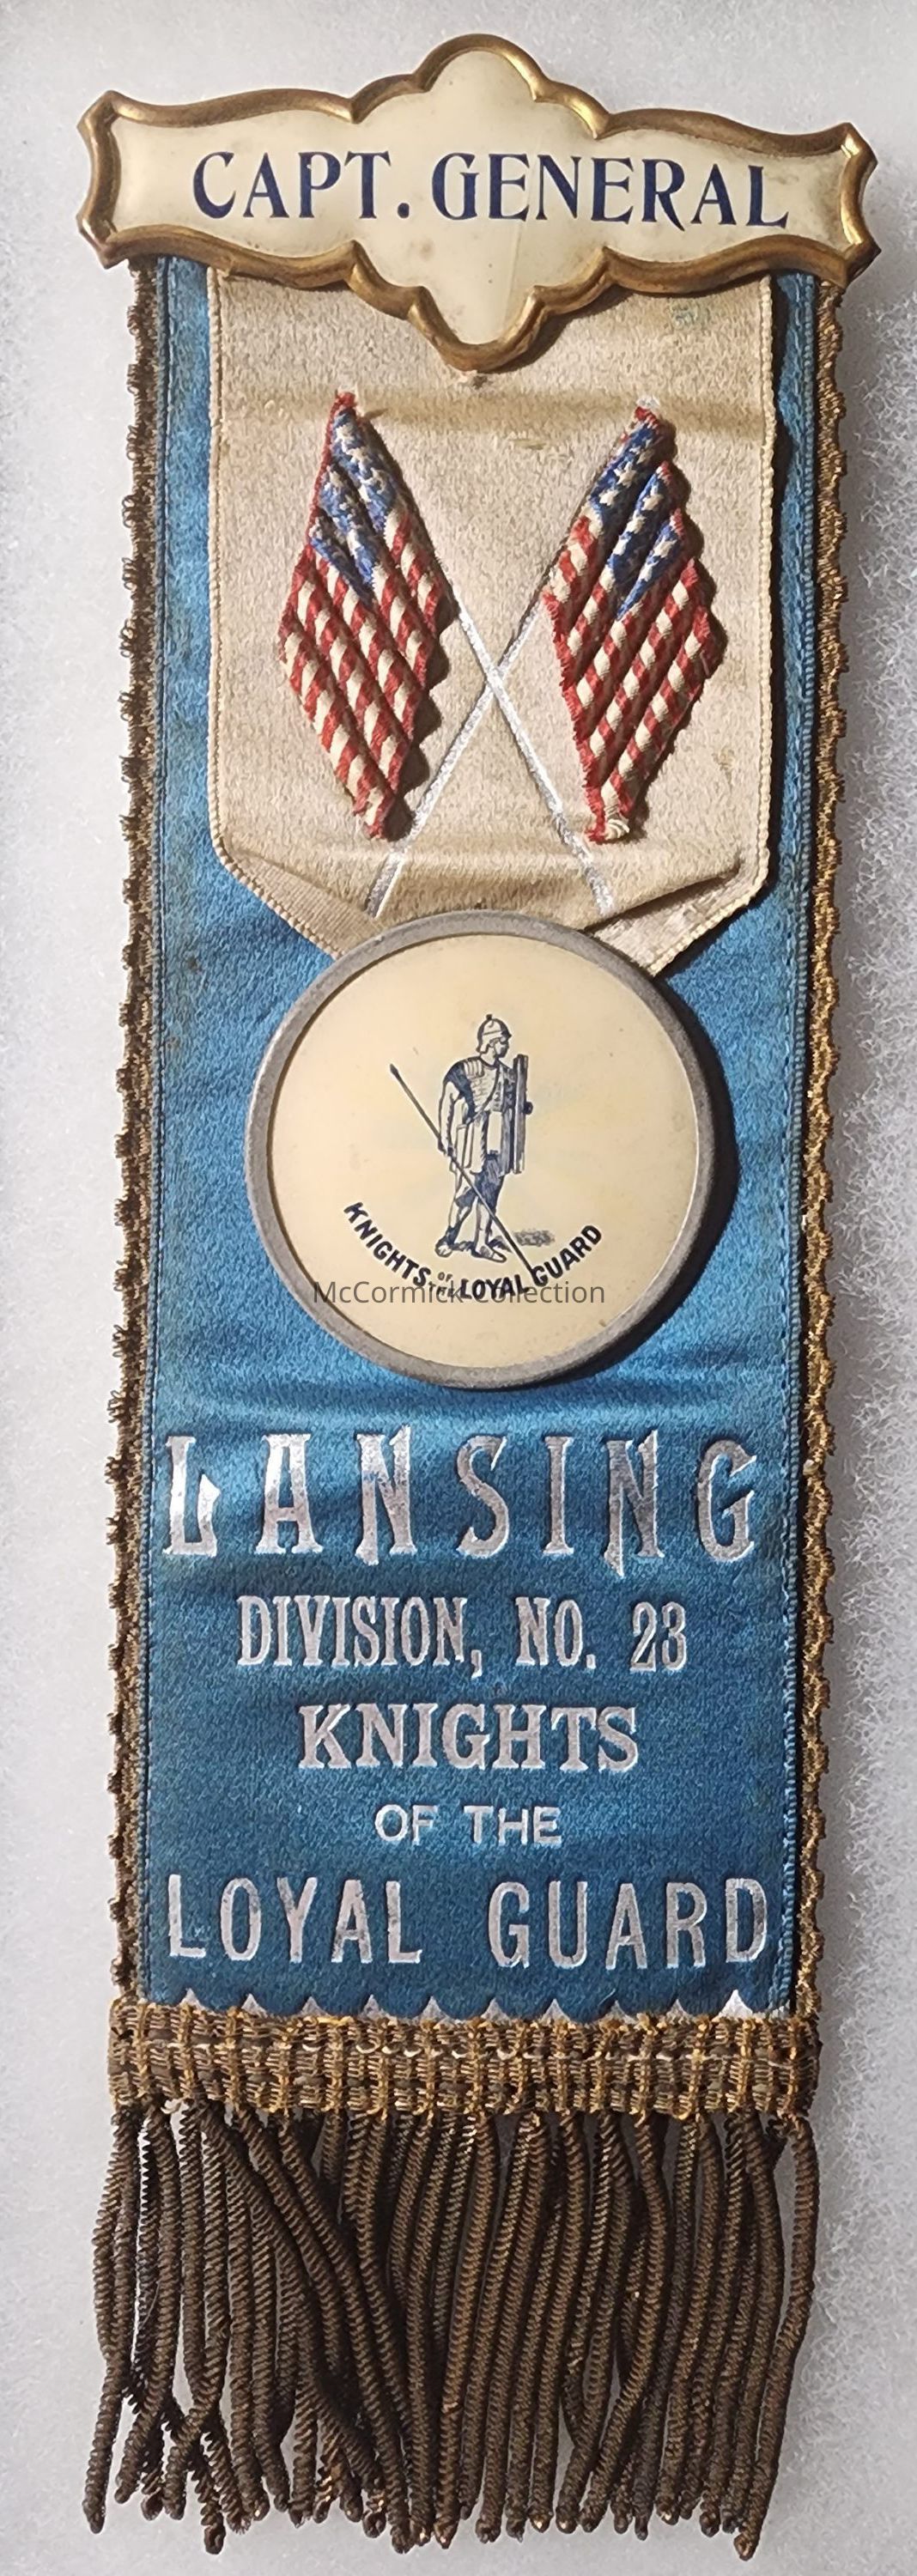 CAPT. GENERAL
KNIGHTS OF THE LOYAL GUARD
McCormick Collection
LANSING
DIVISION, NO. 23
KNIGHTS
OF THE
LOYAL GUARD